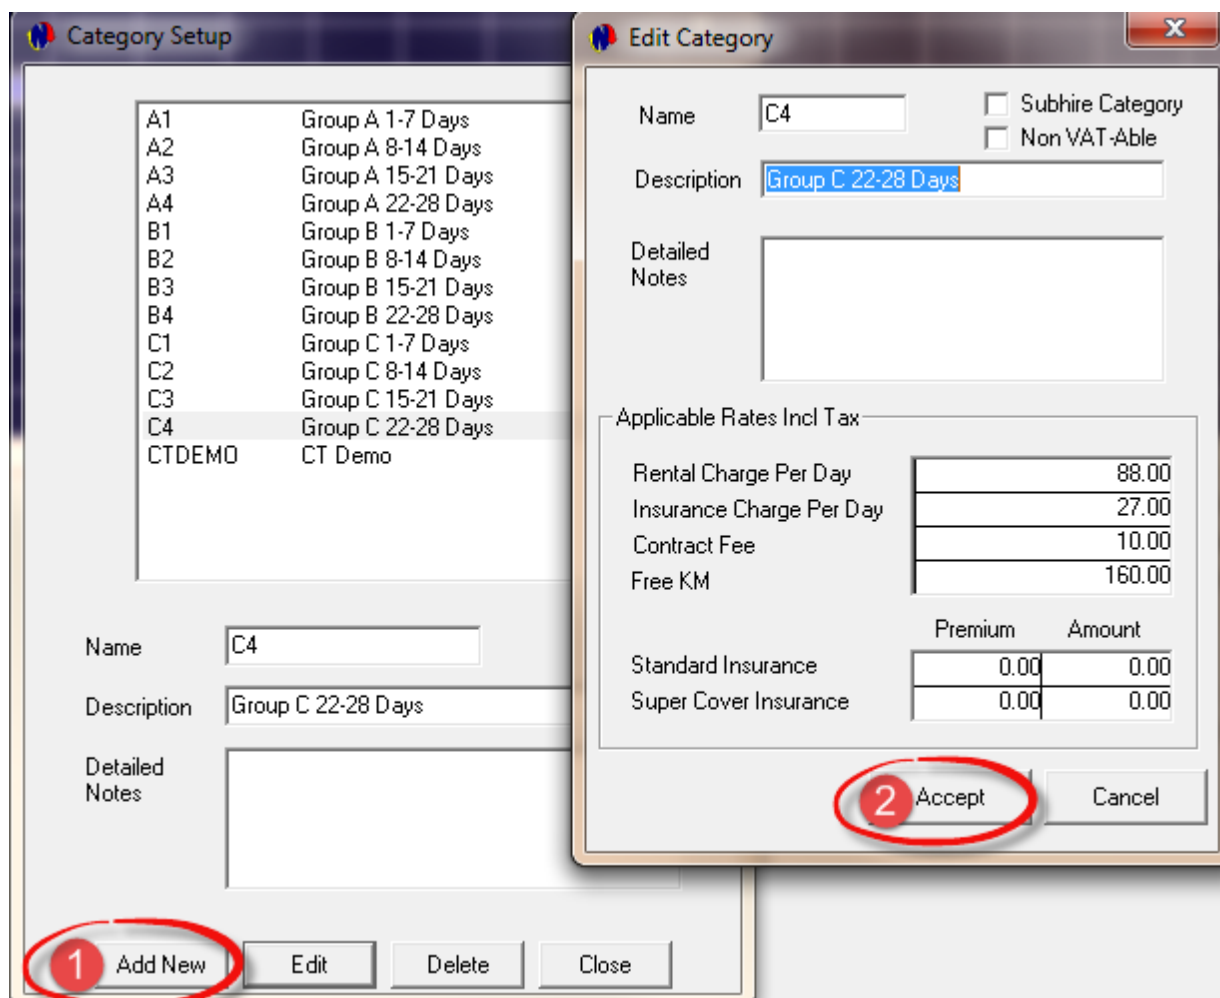 Category Setup
A1 Group A 1-7 Days
A2 Group A 8-14 Days
A3 Group A 15-21 Days
A4 Group A 22-28 Days
B1 Group B 1-7 Days
B2 Group B 8-14 Days
B3 Group B 15-21 Days
B4 Group B 22-28 Days
C1 Group C 1-7 Days
C2 Group C 8-14 Days
C3 Group C 15-21 Days
C4 Group C 22-28 Days
CTDEMO CT Demo
Name C4
Description Group C 22-28 Days
Detailed
Notes
1 Add New Edit Delete Close
Edit Category X
Name C4 Subhire Category
Non VAT-Able
Description Group C 22-28 Days
Detailed
Notes
Applicable Rates Incl Tax
Rental Charge Per Day 88.00
Insurance Charge Per Day 27.00
Contract Fee 10.00
Free KM 160.00
Premium Amount
Standard Insurance 0.00 0.00
Super Cover Insurance 0.00 0.00
2 Accept Cancel